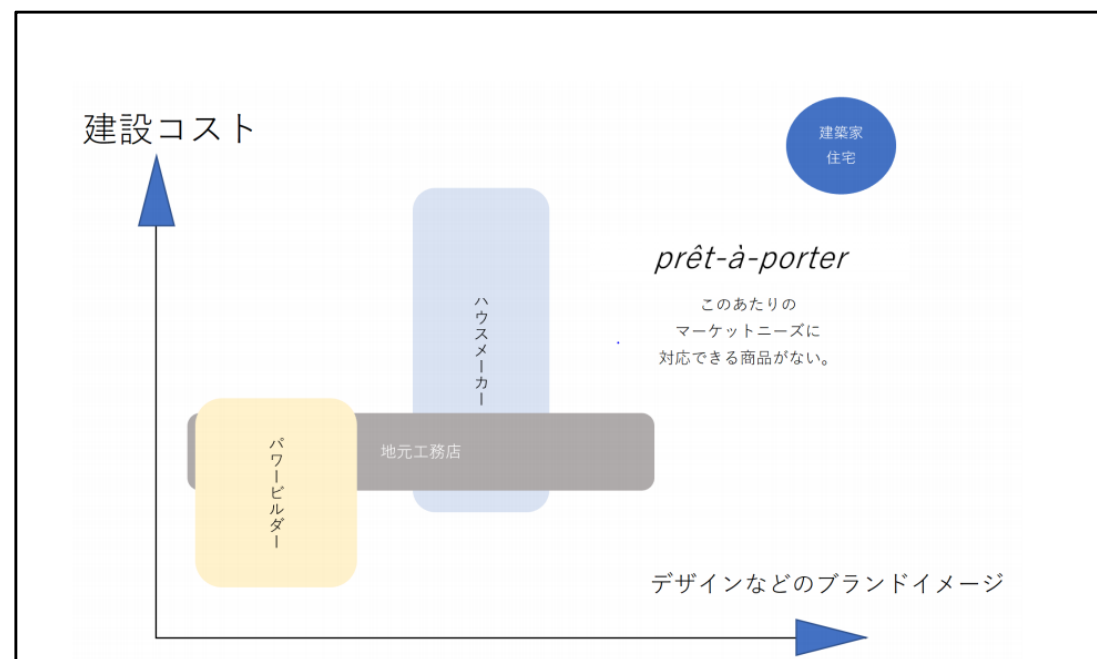 建設コスト
建築家
住宅
prêt-à-porter
このあたりの
マーケットニーズに
対応できる商品がない。
ハウスメーカー
地元工務店
パワービルダー
デザインなどのブランドイメージ